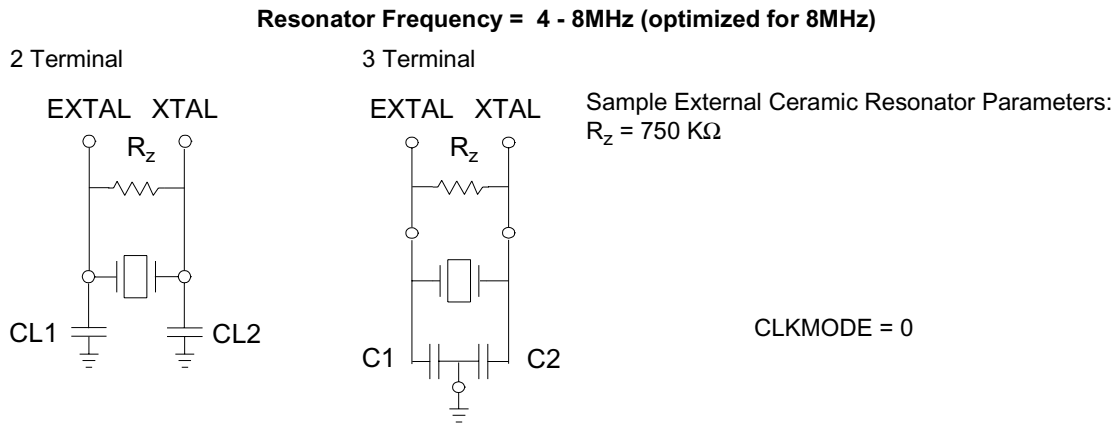 Resonator Frequency = 4 - 8MHz (optimized for 8MHz)
2 Terminal
3 Terminal
EXTAL XTAL
EXTAL XTAL
Sample External Ceramic Resonator Parameters:
Rz = 750 KΩ
Rz
Rz
CL1
CL2
C1
C2
CLKMODE = 0